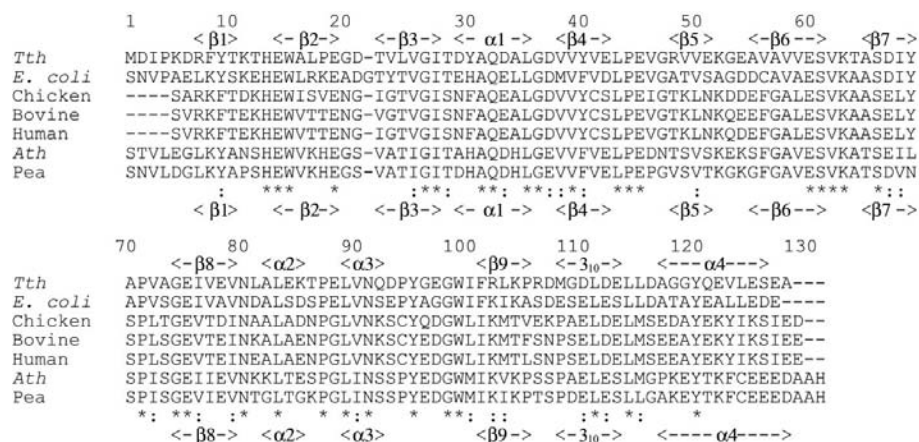 1 10 20 30 40 50 60
<β1> <-β2-> <-β3-> <-α1-> <β4-> <β5> <-β6--> <β7->
Tth MDIPKDRFYTKTHEWALPEGD-TVLVGITDYAQDALGDVVYVELPEVGRVVEKGEAVAVVESVKTASDIY
E. coli SNVPAELKYSKEHEWLRKEADGTYTVGITEHAQELLGDMVFVDLPEVGATVSAGDDCAVAESVKAASDIY
Chicken ----SARKFTDKHEWISVENG-IGTVGISNFAQEALGDVVYCSLPEIGTKLNKDDEFGALESVKAASELY
Bovine ----SVRKFTEKHEWVTTENG-VGTVGISNFAQEALGDVVYCSLPEVGTKLNKQEEFGALESVKAASELY
Human ----SVRKFTEKHEWVTTENG-IGTVGISNFAQEALGDVVYCSLPEVGTKLNKQDEFGALESVKAASELY
Ath STVLEGLKYANSHEWVKHEGS-VATIGITAHAQDHLGEVVFVELPEDNTSVSKEKSFGAVESVKATSEIL
Pea SNVLDGLKYAPSHEWVKHEGS-VATIGITDHAQDHLGEVVFVELPEPGVSVTKGKGFGAVESVKATSDVN
: *** * :**: **: **::*: *** : **** *::
<β1> <-β2-> <-β3-> <-α1-> <β4-> <β5> <-β6--> <β7->
70 80 90 100 110 120 130
<-β8-> <α2> <α3> <β9> <-3₁₀-> <---α4--->
Tth APVAGEIVEVNLALEKTPELVNQDPYGEGWIFRLKPRDMGDLDELLDAGGYQEVLESEA--
E. coli APVSGEIVAVNDALSDSPELVNSEPYAGGWIFKIKASDESELESLLDATAYEALLEDE----
Chicken SPLTGEVTDINAALADNPGLVNKSCYQDGWLIKMTVEKPAELDELMSEDAYEKYIKSIED--
Bovine SPLSGEVTEINKALAENPGLVNKSCYEDGWLIKMTFSNPSELDELMSEEAYEKYIKSIEE--
Human SPLSGEVTEINEALAENPGLVNKSCYEDGWLIKMTLSNPSELDELMSEEAYEKYIKSIEE--
Ath SPISGEIIEVNKKLTESPGLINSSPYEDGWMIKVKPSSPAELESLMGPKEYTKFCEEEDAAH
Pea SPISGEVIEVNTGLTGKPGLINSSPYEDGWMIKIKPTSPDELESLLGAKEYTKFCEEEDAAH
*: **: :* * * *:* * **: :: :*:*: *
<-β8-> <α2> <α3> <β9> <-3₁₀-> <---α4--->